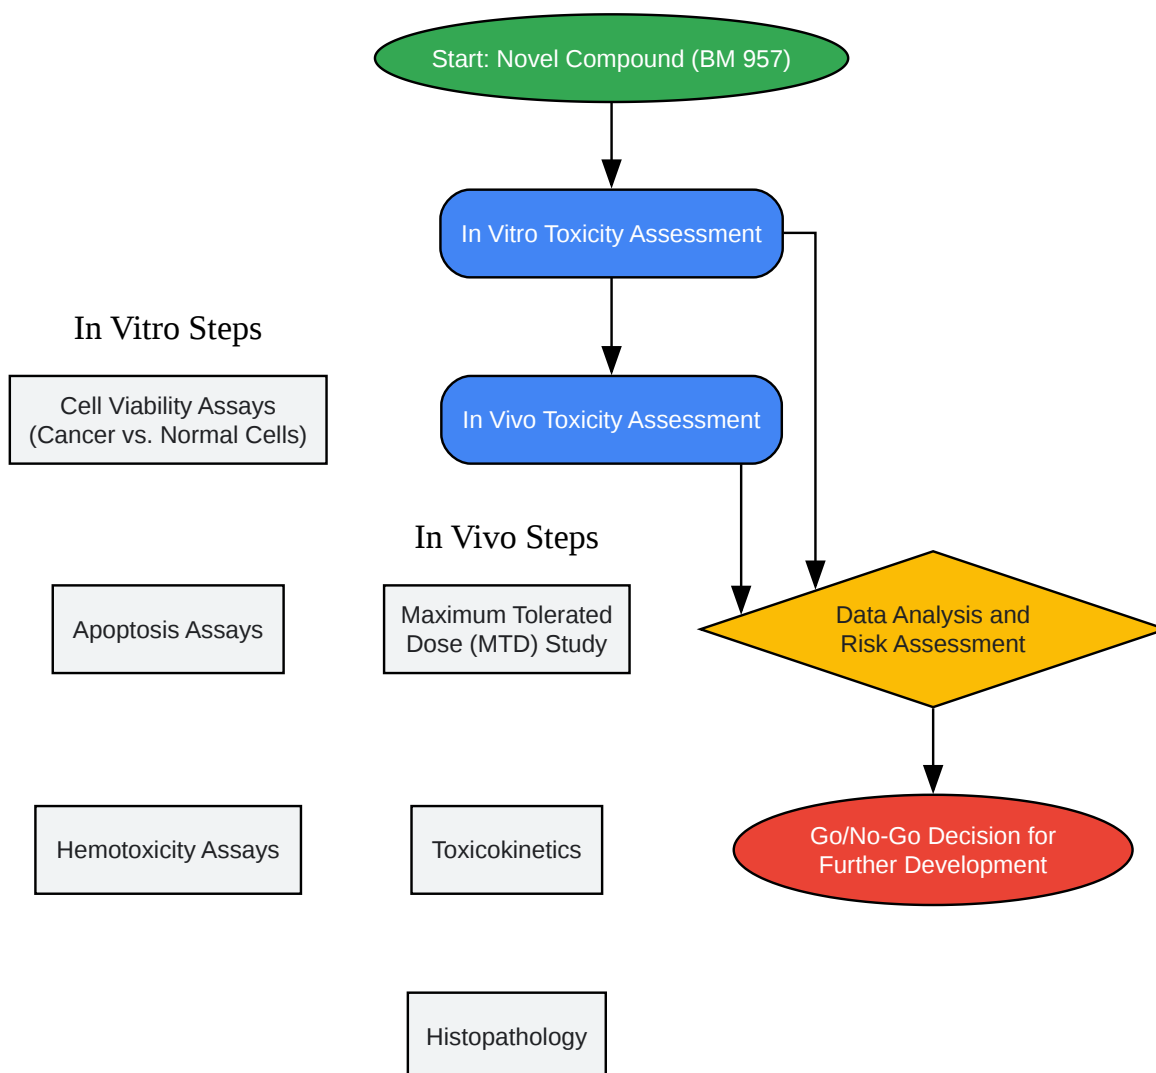 Start: Novel Compound (BM 957)
In Vitro Toxicity Assessment
In Vitro Steps
Cell Viability Assays
(Cancer vs. Normal Cells)
In Vivo Toxicity Assessment
In Vivo Steps
Apoptosis Assays
Maximum Tolerated
Dose (MTD) Study
Data Analysis and
Risk Assessment
Hemotoxicity Assays
Toxicokinetics
Go/No-Go Decision for
Further Development
Histopathology